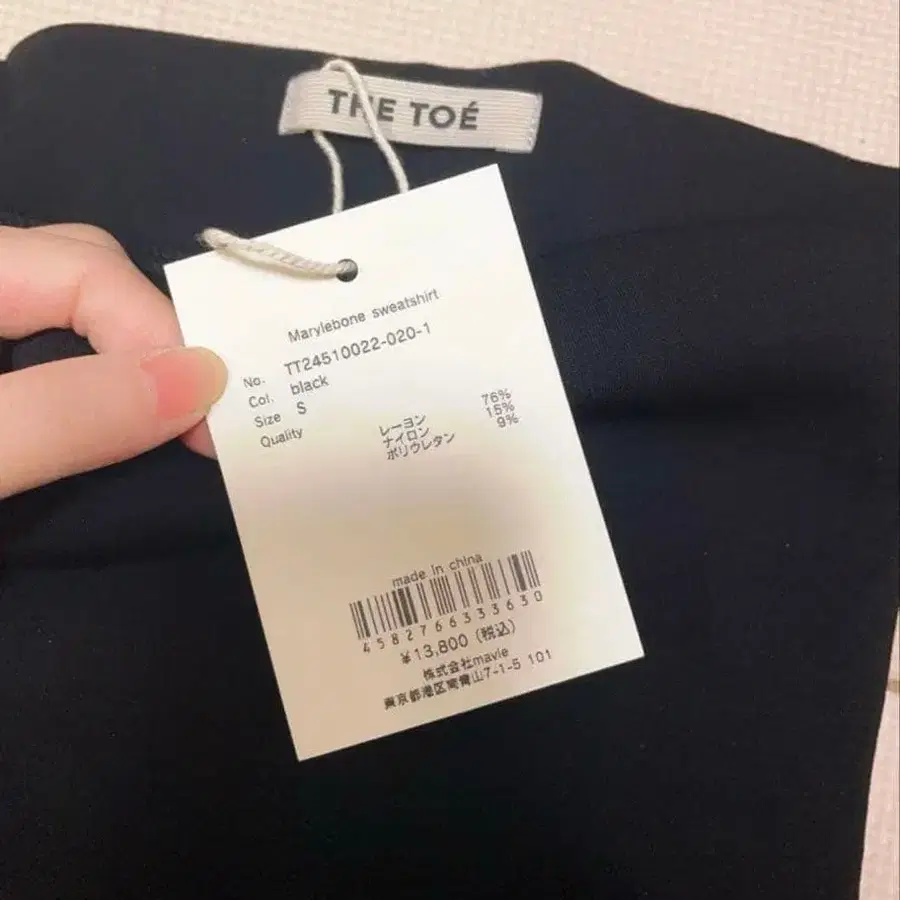 THE TOÉ
Marylebone sweatshirt
No. TT24510022-020-1
Col. black
Size S
Quality レーヨン 76%
ナイロン 15%
ポリウレタン 9%
made in china
4582766333630
¥13,800 (税込)
株式会社mavie
東京都港区南青山7-1-5 101